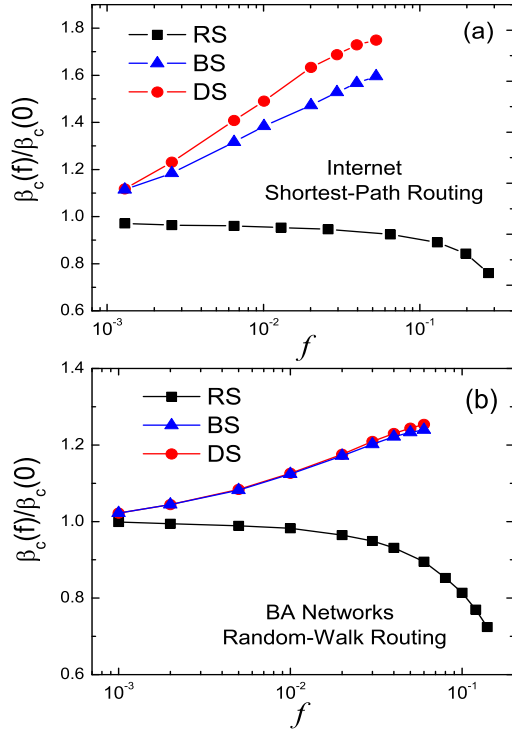 (a)
RS
BS
DS
1.8
1.6
1.4
1.2
1.0
0.8
0.6
β_c(f)/β_c(0)
Internet
Shortest-Path Routing
10^-3
10^-2
10^-1
f
(b)
RS
BS
DS
1.4
1.2
1.0
0.8
0.6
β_c(f)/β_c(0)
BA Networks
Random-Walk Routing
10^-3
10^-2
10^-1
f